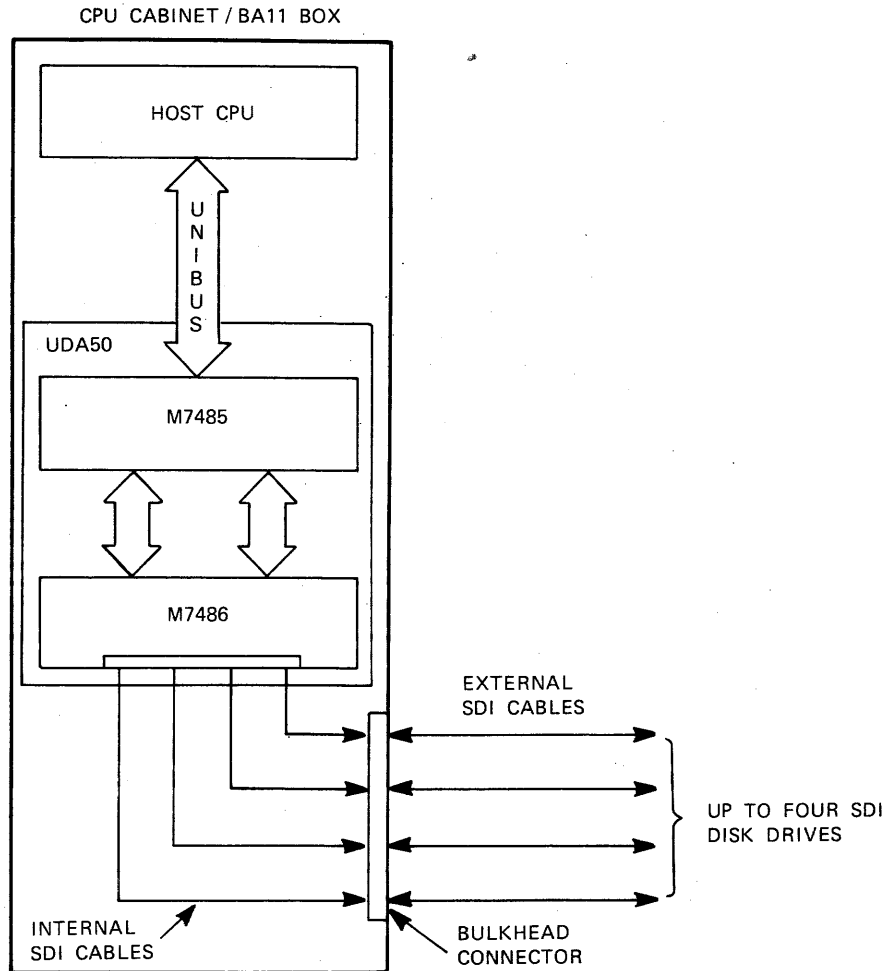 CPU CABINET / BA11 BOX
HOST CPU
UNIBUS
UDA50
M7485
M7486
EXTERNAL
SDI CABLES
UP TO FOUR SDI
DISK DRIVES
INTERNAL
SDI CABLES
BULKHEAD
CONNECTOR